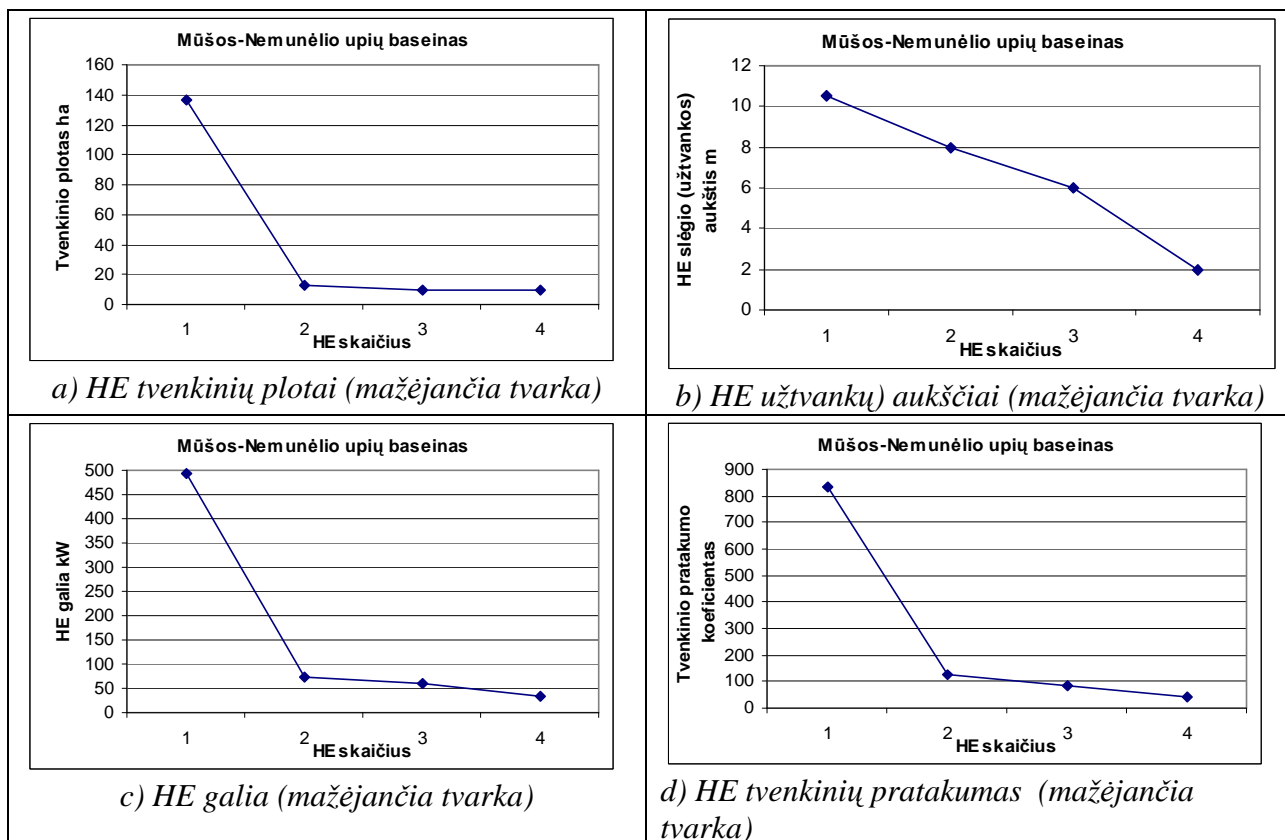 Mūšos-Nemunėlio upių baseinas
Tvenkinio plotas ha
160
140
120
100
80
60
40
20
0
1
2
3
4
HE skaičius
a) HE tvenkinių plotai (mažėjančia tvarka)
Mūšos-Nemunėlio upių baseinas
HE slėgio (užtvankos)
aukštis m
12
10
8
6
4
2
0
1
2
3
4
HE skaičius
b) HE užtvankų) aukščiai (mažėjančia tvarka)
Mūšos-Nemunėlio upių baseinas
HE galia kW
500
450
400
350
300
250
200
150
100
50
0
1
2
3
4
HE skaičius
c) HE galia (mažėjančia tvarka)
Mūšos-Nemunėlio upių baseinas
Tvenkinio pratakumo
koeficientas
900
800
700
600
500
400
300
200
100
0
1
2
3
4
HE skaičius
d) HE tvenkinių pratakumas (mažėjančia
tvarka)